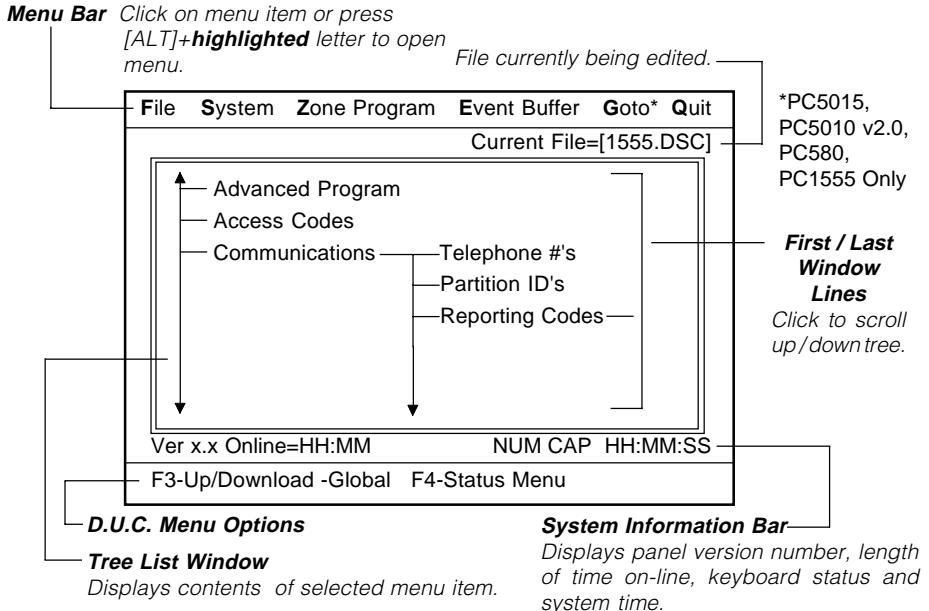 Menu Bar Click on menu item or press
[ALT]+highlighted letter to open
menu.
File currently being edited.
File System Zone Program Event Buffer Goto* Quit
Current File=[1555.DSC]
*PC5015,
PC5010 v2.0,
PC580,
PC1555 Only
Advanced Program
Access Codes
Communications
Telephone #'s
Partition ID's
Reporting Codes
First / Last
Window
Lines
Click to scroll
up/down tree.
Ver x.x Online=HH:MM NUM CAP HH:MM:SS
F3-Up/Download -Global F4-Status Menu
D.U.C. Menu Options
Tree List Window
Displays contents of selected menu item.
System Information Bar
Displays panel version number, length
of time on-line, keyboard status and
system time.